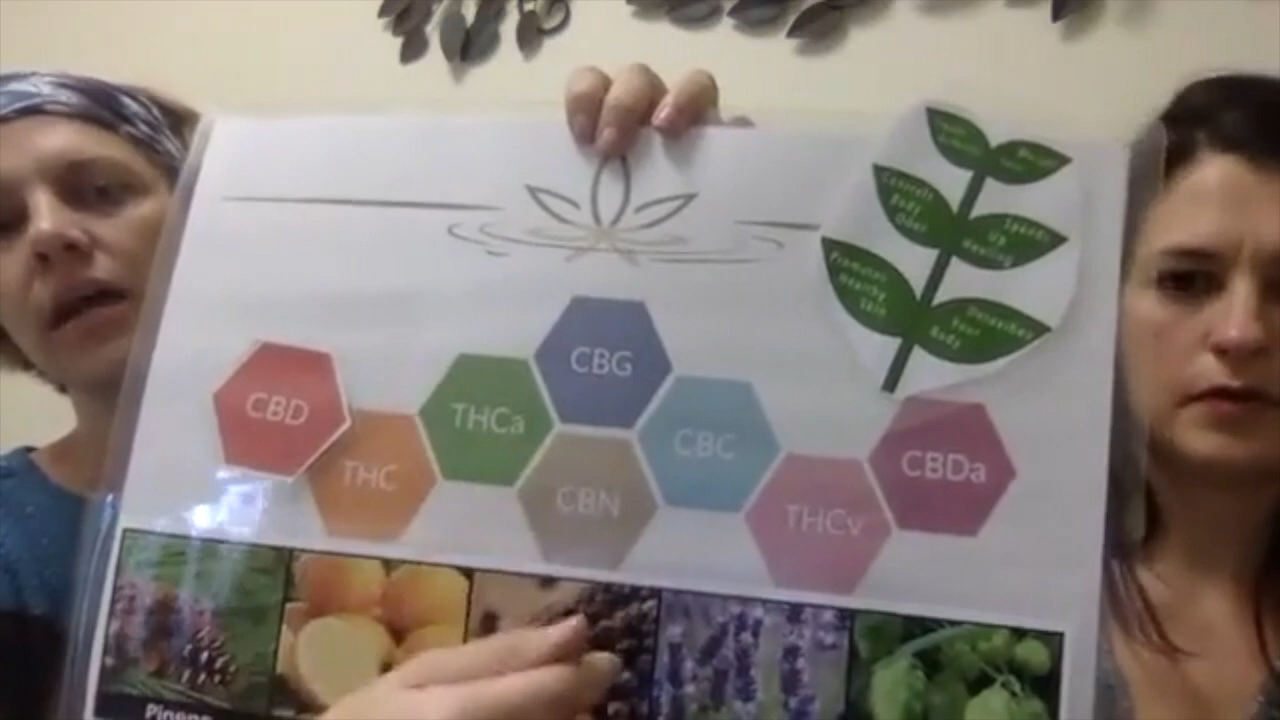 Controls
Body
Odor
Speeds
Up
Healing
Promotes
Healthy
Skin
Detoxifies
Your
Body
CBG
CBD
THCa
CBC
CBDa
THC
CBN
THCv
Pinene